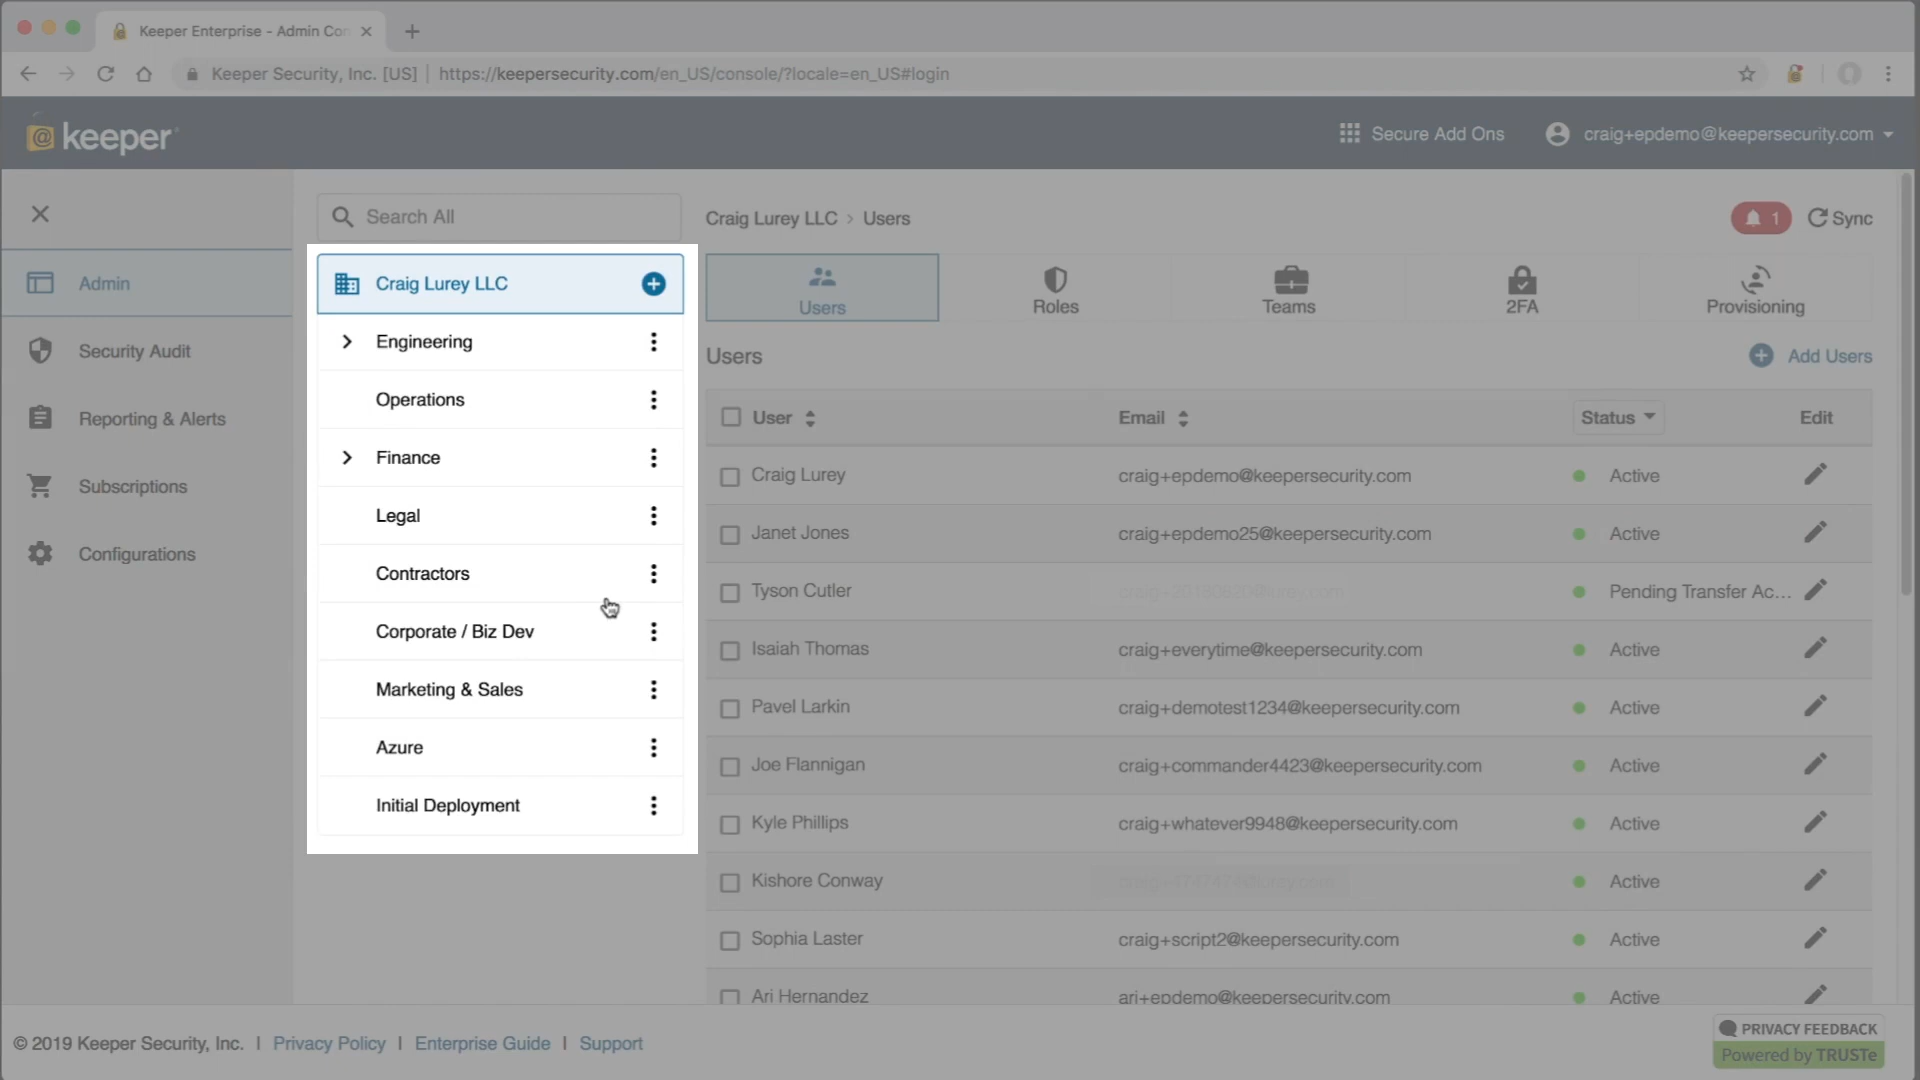 Keeper Enterprise - Admin Con
Keeper Security, Inc. [US] | https://keepersecurity.com/en_US/console/?locale=en_US#login
keeper
Secure Add Ons
craig+epdemo@keepersecurity.com
Search All
Craig Lurey LLC > Users
1
Sync
Admin
Security Audit
Reporting & Alerts
Subscriptions
Configurations
Craig Lurey LLC
Engineering
Operations
Finance
Legal
Contractors
Corporate / Biz Dev
Marketing & Sales
Azure
Initial Deployment
Users
Roles
Teams
2FA
Provisioning
Users
Add Users
User Email Status Edit
Craig Lurey craig+epdemo@keepersecurity.com Active
Janet Jones craig+epdemo25@keepersecurity.com Active
Tyson Cutler Pending Transfer Ac...
Isaiah Thomas craig+everytime@keepersecurity.com Active
Pavel Larkin craig+demotest1234@keepersecurity.com Active
Joe Flannigan craig+commander4423@keepersecurity.com Active
Kyle Phillips craig+whatever9948@keepersecurity.com Active
Kishore Conway Active
Sophia Laster craig+script2@keepersecurity.com Active
Ari Hernandez ari+epdemo@keepersecurity.com Active
© 2019 Keeper Security, Inc. | Privacy Policy | Enterprise Guide | Support
PRIVACY FEEDBACK
Powered by TRUSTe